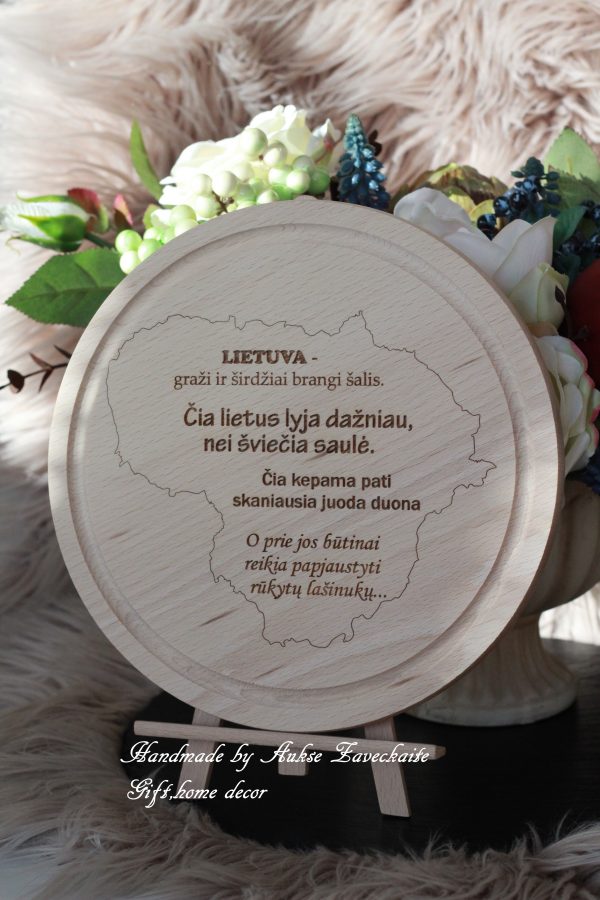 LIETUVA -
graži ir širdžiai brangi šalis.
Čia lietus lyja dažniau,
nei šviečia saulė.
Čia kepama pati
skaniausia juoda duona
O prie jos būtinai
reikia papjaustyti
rūkytų lašinukų...
Handmade by Aukse Zaveckaite
Gift,home decor